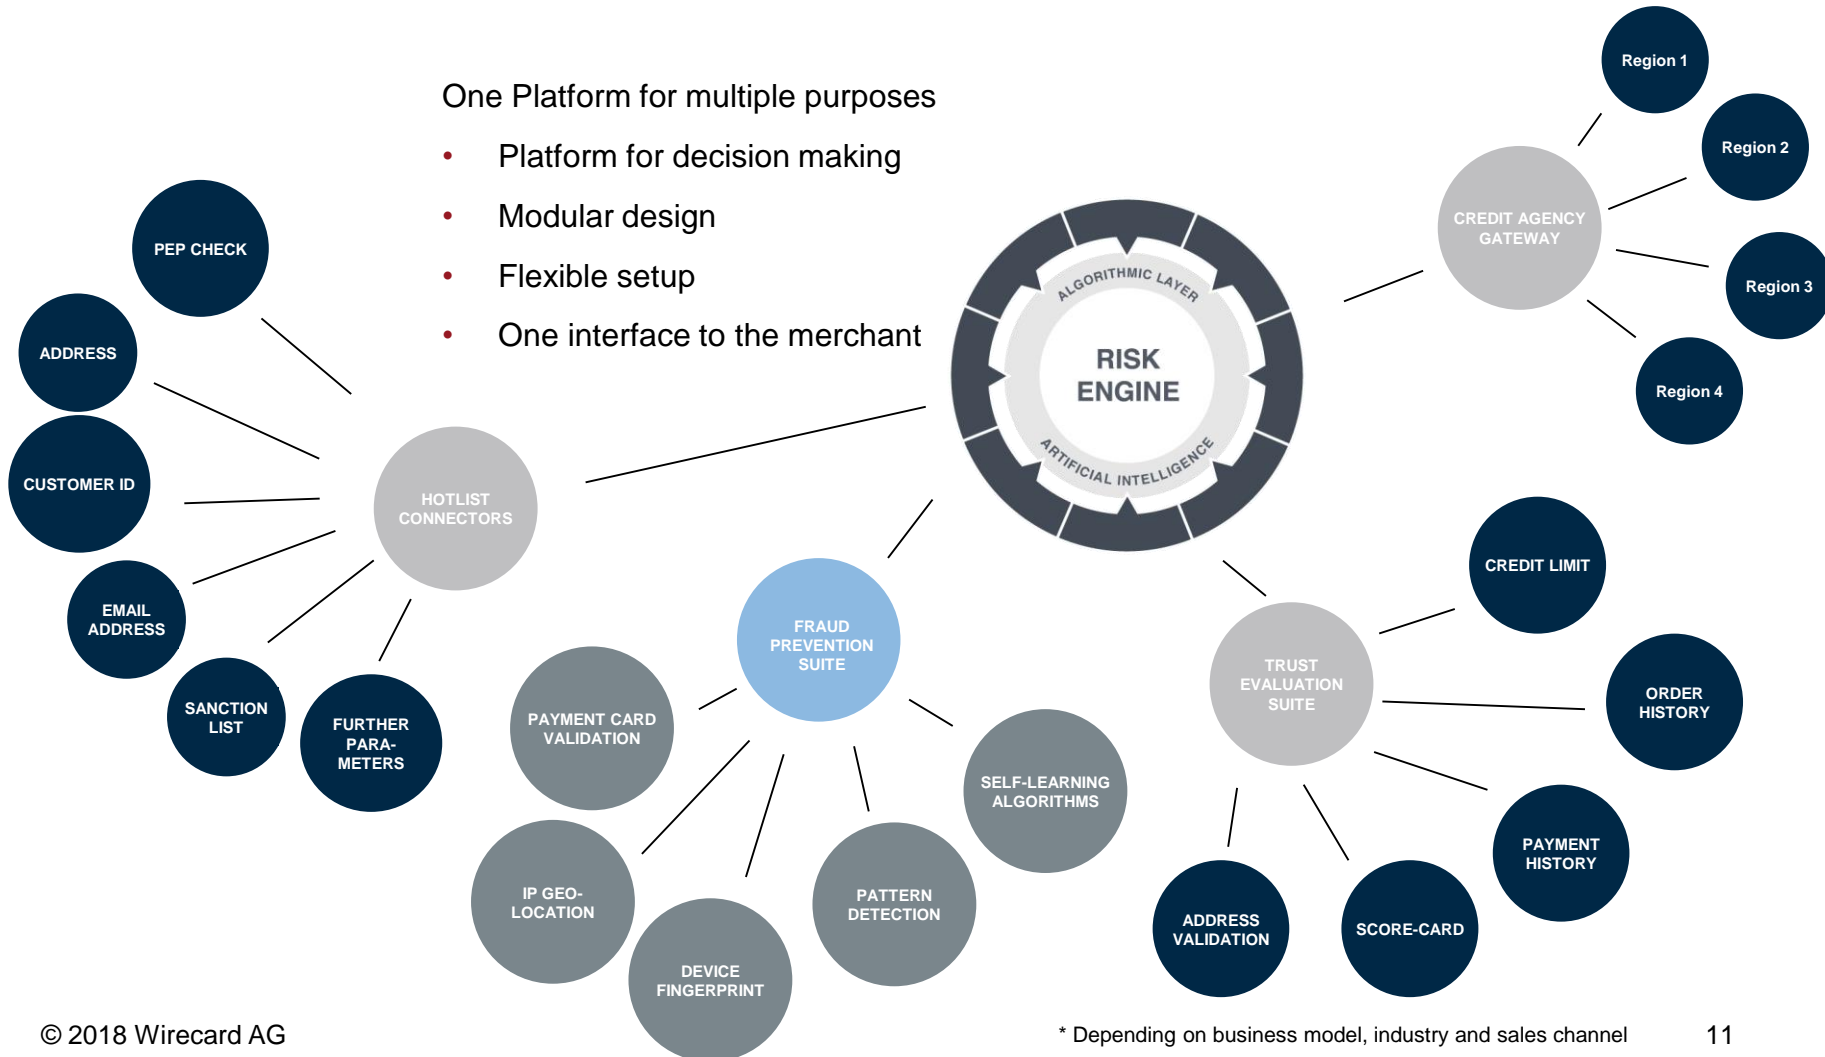 One Platform for multiple purposes
• Platform for decision making
• Modular design
• Flexible setup
• One interface to the merchant
Region 1
Region 2
Region 3
Region 4
CREDIT AGENCY
GATEWAY
ALGORITHMIC LAYER
RISK
ENGINE
ARTIFICIAL INTELLIGENCE
PEP CHECK
ADDRESS
CUSTOMER ID
EMAIL
ADDRESS
SANCTION
LIST
FURTHER
PARA-
METERS
HOTLIST
CONNECTORS
FRAUD
PREVENTION
SUITE
PAYMENT CARD
VALIDATION
IP GEO-
LOCATION
DEVICE
FINGERPRINT
PATTERN
DETECTION
SELF-LEARNING
ALGORITHMS
TRUST
EVALUATION
SUITE
CREDIT LIMIT
ORDER
HISTORY
PAYMENT
HISTORY
SCORE-CARD
ADDRESS
VALIDATION
© 2018 Wirecard AG
* Depending on business model, industry and sales channel
11